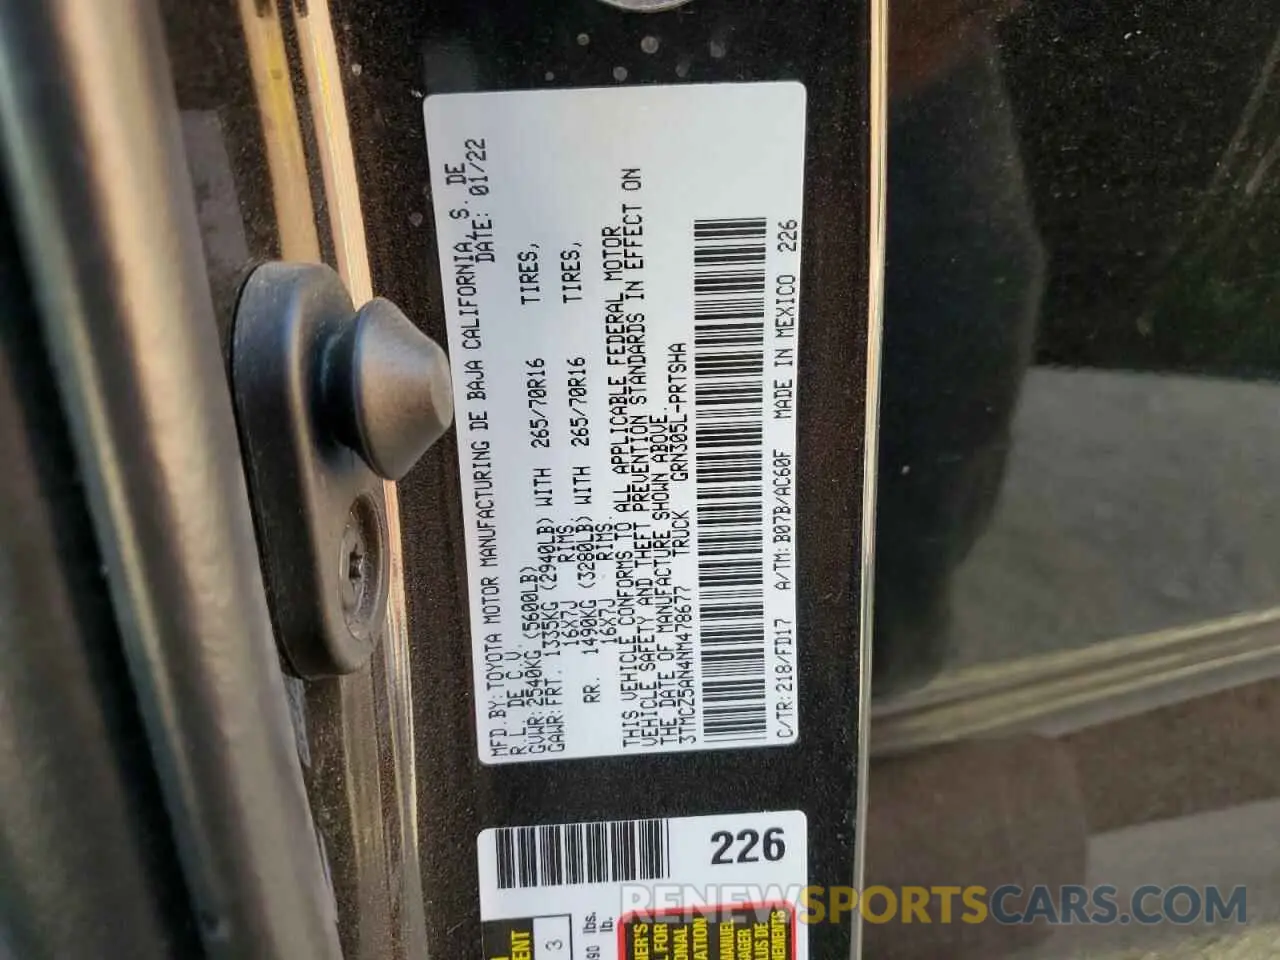 MFD.BY:TOYOTA MOTOR MANUFACTURING DE BAJA CALIFORNIA, S. DE
R.L. DE C.V. DATE: 01/22
GVWR:2540KG (5600LB)
GAWR:FRT. 1335KG (2940LB) WITH 265/70R16 TIRES,
16X7J RIMS.
RR. 1490KG (3280LB) WITH 265/70R16 TIRES,
16X7J RIMS.
THIS VEHICLE CONFORMS TO ALL APPLICABLE FEDERAL MOTOR
VEHICLE SAFETY AND THEFT PREVENTION STANDARDS IN EFFECT ON
THE DATE OF MANUFACTURE SHOWN ABOVE.
3TMCZ5AN4NM478677 TRUCK GRN305L-PRTSHA
C/TR:218/FD17 A/TM:B07B/AC60F MADE IN MEXICO 226
226
3
lbs.
lb.
RENEWSPORTSCARS.COM